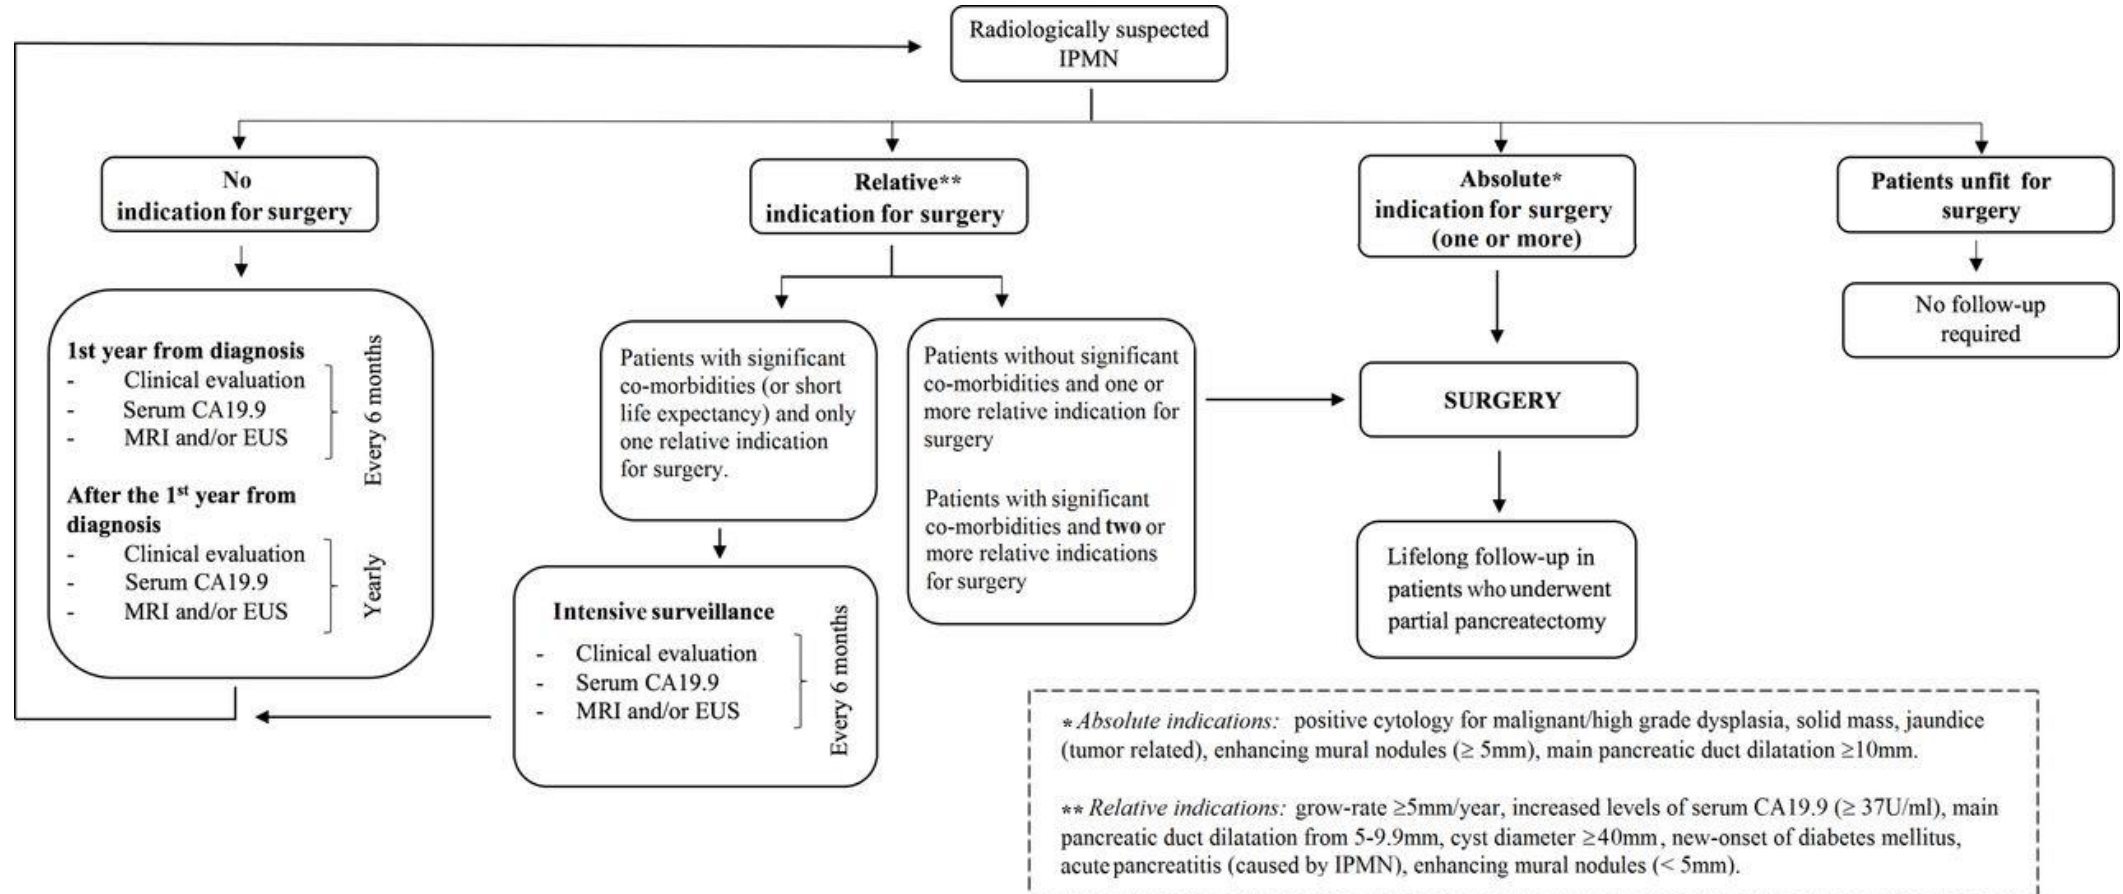 Radiologically suspected
IPMN
No
indication for surgery
Relative**
indication for surgery
Absolute*
indication for surgery
(one or more)
Patients unfit for
surgery
1st year from diagnosis
- Clinical evaluation
- Serum CA19.9
- MRI and/or EUS
Every 6 months
After the 1st year from
diagnosis
- Clinical evaluation
- Serum CA19.9
- MRI and/or EUS
Yearly
Patients with significant
co-morbidities (or short
life expectancy) and only
one relative indication
for surgery.
Intensive surveillance
- Clinical evaluation
- Serum CA19.9
- MRI and/or EUS
Every 6 months
Patients without significant
co-morbidities and one or
more relative indication for
surgery
Patients with significant
co-morbidities and two or
more relative indications
for surgery
SURGERY
Lifelong follow-up in
patients who underwent
partial pancreatectomy
No follow-up
required
* Absolute indications: positive cytology for malignant/high grade dysplasia, solid mass, jaundice
(tumor related), enhancing mural nodules (≥ 5mm), main pancreatic duct dilatation ≥10mm.
** Relative indications: grow-rate ≥5mm/year, increased levels of serum CA19.9 (≥ 37U/ml), main
pancreatic duct dilatation from 5-9.9mm, cyst diameter ≥40mm, new-onset of diabetes mellitus,
acute pancreatitis (caused by IPMN), enhancing mural nodules (< 5mm).